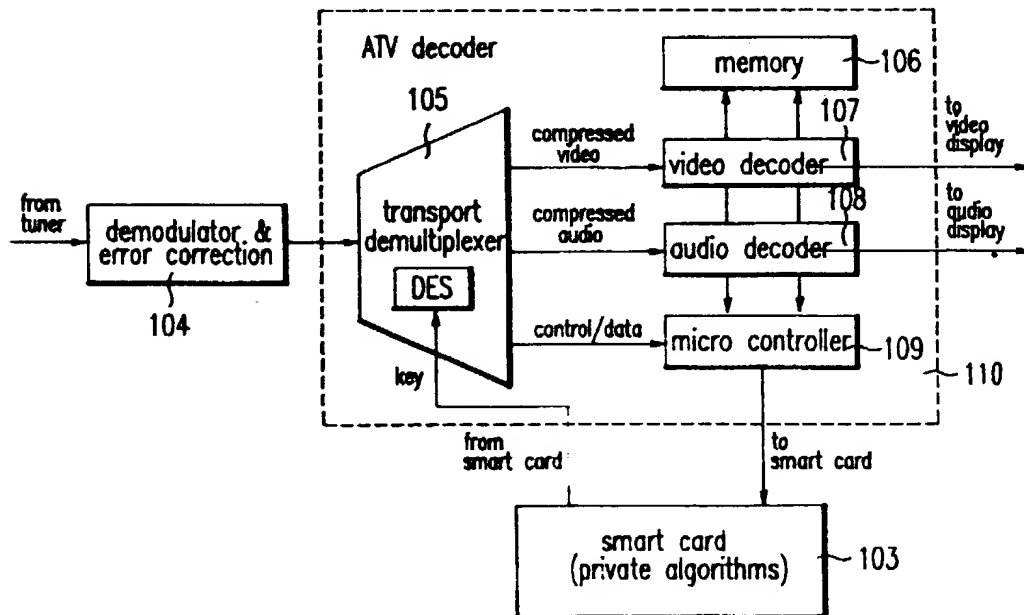 ATV decoder
memory
106
105
107
to
video
display
compressed
video
video decoder
from
tuner
demodulator &
error correction
104
transport
demultiplexer
compressed
audio
108
audio decoder
to
audio
display
DES
control/data
micro controller
109
key
110
from
smart card
to
smart card
smart card
(private algorithms)
103